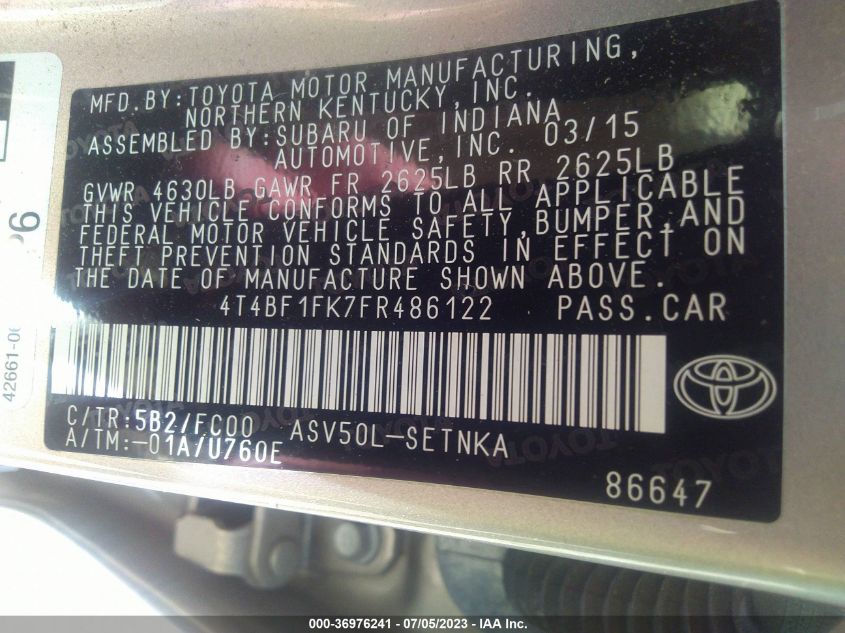 MFD.BY:TOYOTA MOTOR MANUFACTURING,
NORTHERN KENTUCKY,INC.
ASSEMBLED BY:SUBARU OF INDIANA
AUTOMOTIVE,INC. 03/15
GVWR 4630LB GAWR FR 2625LB RR 2625LB
THIS VEHICLE CONFORMS TO ALL APPLICABLE
FEDERAL MOTOR VEHICLE SAFETY,BUMPER,AND
THEFT PREVENTION STANDARDS IN EFFECT ON
THE DATE OF MANUFACTURE SHOWN ABOVE.
4T4BF1FK7FR486122 PASS.CAR
C/TR:5B2/FC00 ASV50L-SETNKA
A/TM:-01A/U760E
86647
TOYOTA
000-36976241 - 07/05/2023 - IAA Inc.